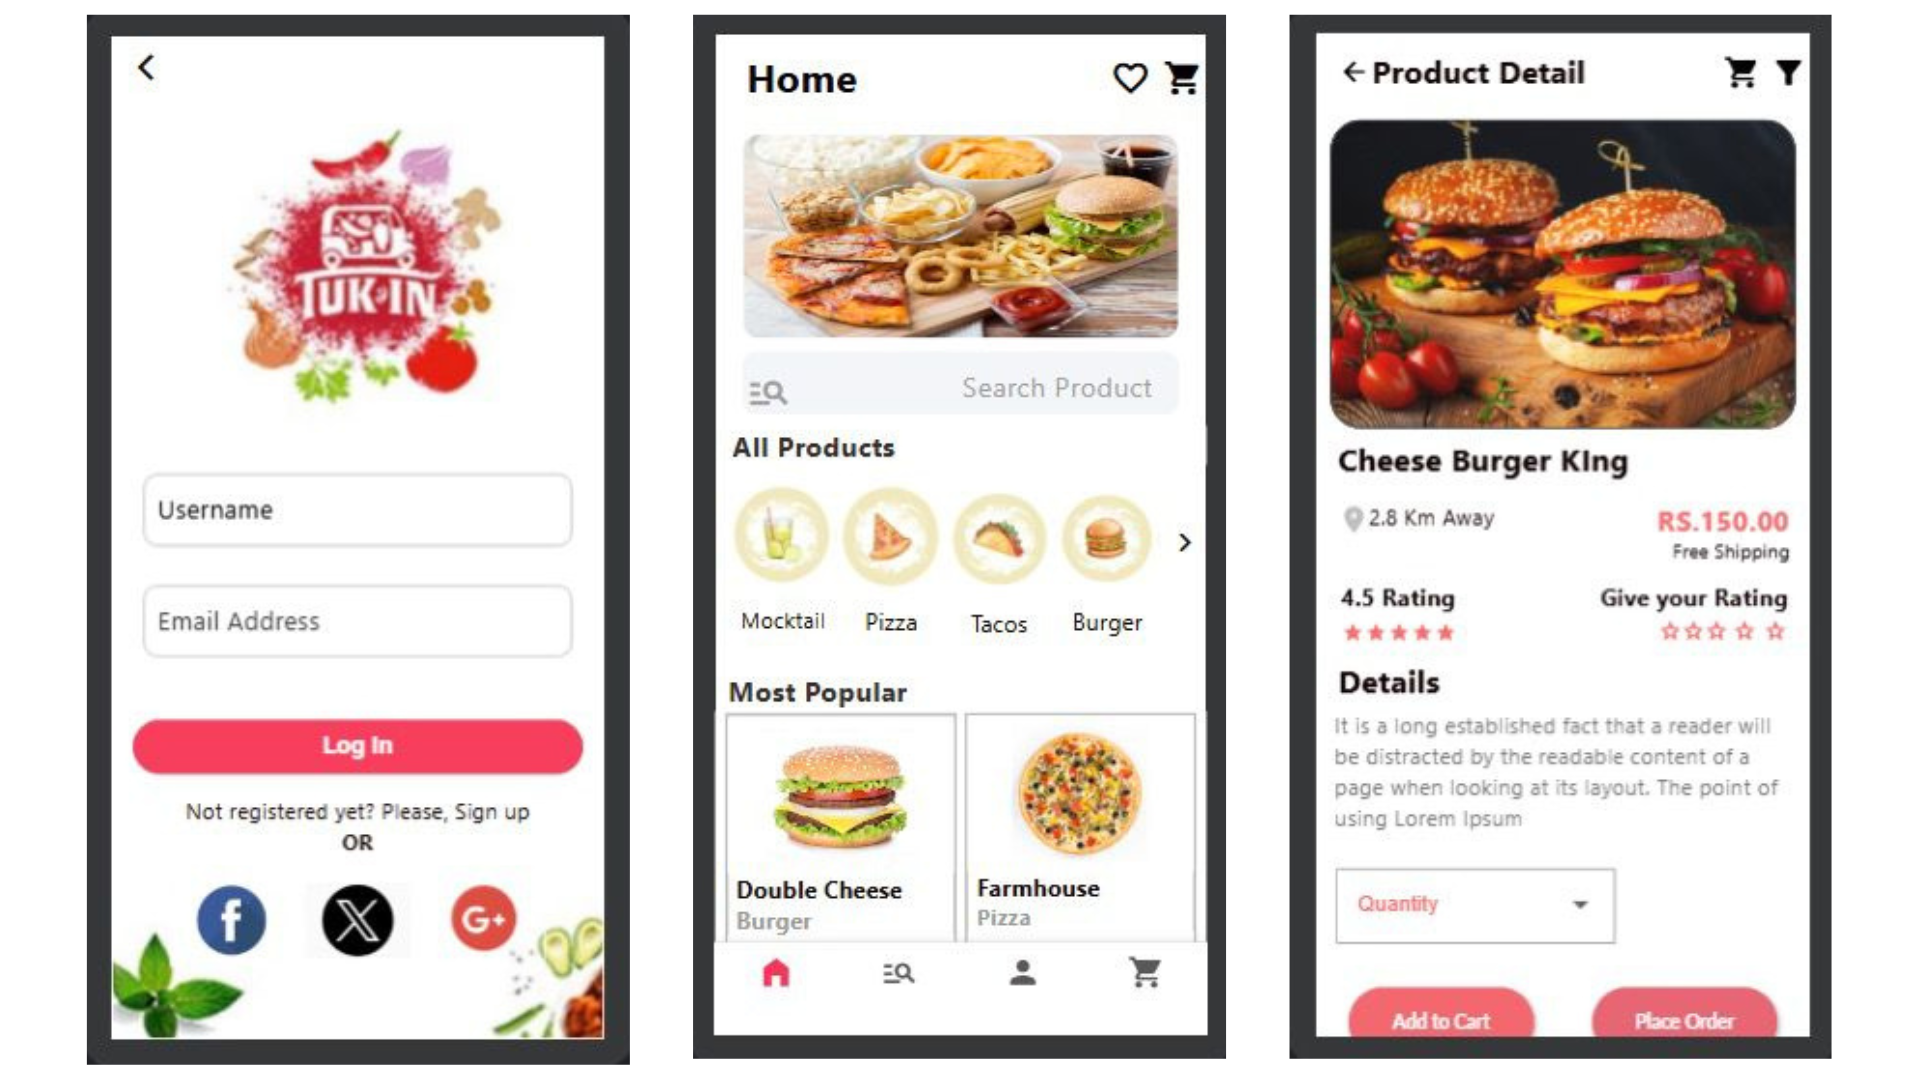 TUK-IN
Username
Email Address
Log In
Not registered yet? Please, Sign up
OR
f
X
G+
Home
Search Product
All Products
Mocktail
Pizza
Tacos
Burger
Most Popular
Double Cheese
Burger
Farmhouse
Pizza
Product Detail
Cheese Burger KIng
2.8 Km Away
RS.150.00
Free Shipping
4.5 Rating
Give your Rating
Details
It is a long established fact that a reader will
be distracted by the readable content of a
page when looking at its layout. The point of
using Lorem Ipsum
Quantity
Add to Cart
Place Order